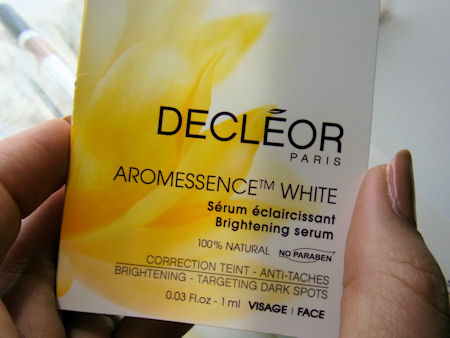 DECLÉOR
PARIS
AROMESSENCE™ WHITE
Sérum éclaircissant
Brightening serum
100% NATURAL NO PARABEN
CORRECTION TEINT - ANTI-TACHES
BRIGHTENING - TARGETING DARK SPOTS
0.03 Fl.oz - 1 ml VISAGE | FACE